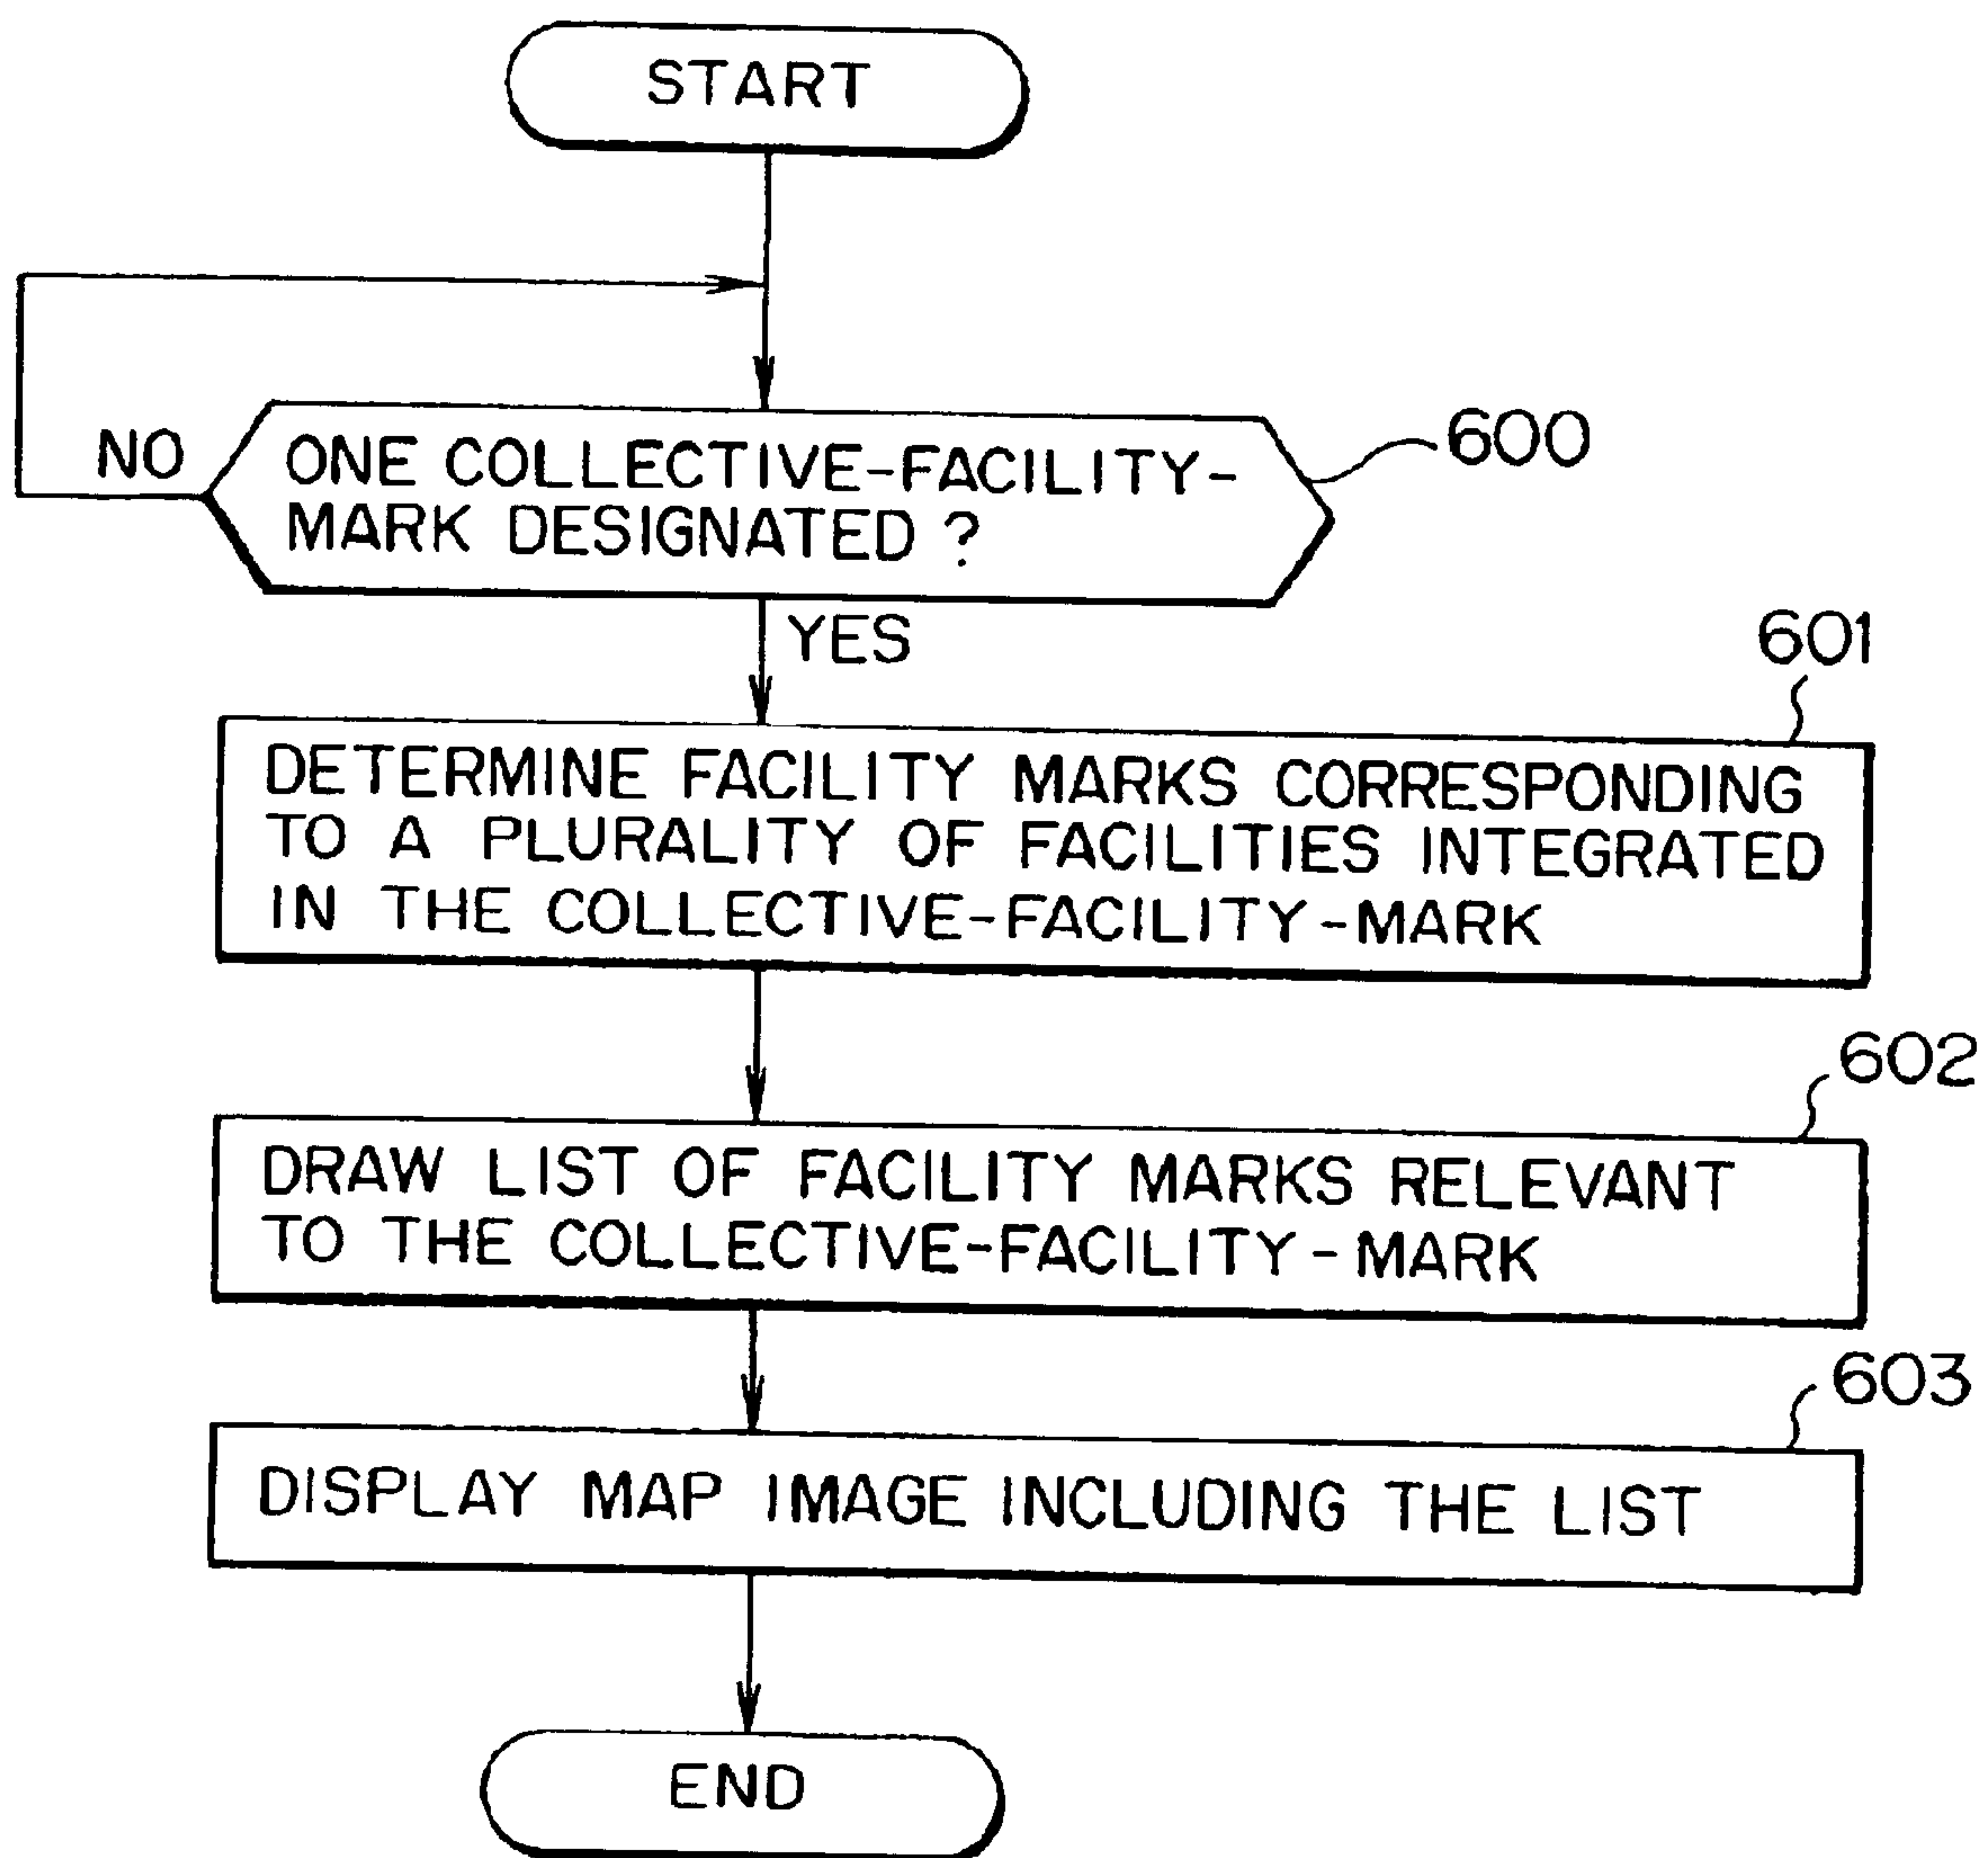 START
NO
ONE COLLECTIVE-FACILITY-
MARK DESIGNATED ?
600
YES
601
DETERMINE FACILITY MARKS CORRESPONDING
TO A PLURALITY OF FACILITIES INTEGRATED
IN THE COLLECTIVE-FACILITY-MARK
602
DRAW LIST OF FACILITY MARKS RELEVANT
TO THE COLLECTIVE-FACILITY-MARK
603
DISPLAY MAP IMAGE INCLUDING THE LIST
END